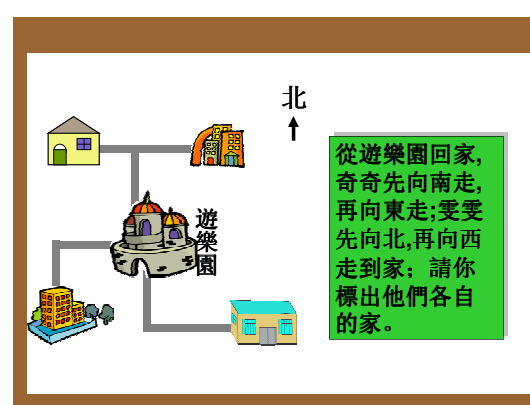 北
遊樂園
從遊樂園回家,
奇奇先向南走,
再向東走;雯雯
先向北,再向西
走到家；請你
標出他們各自
的家。